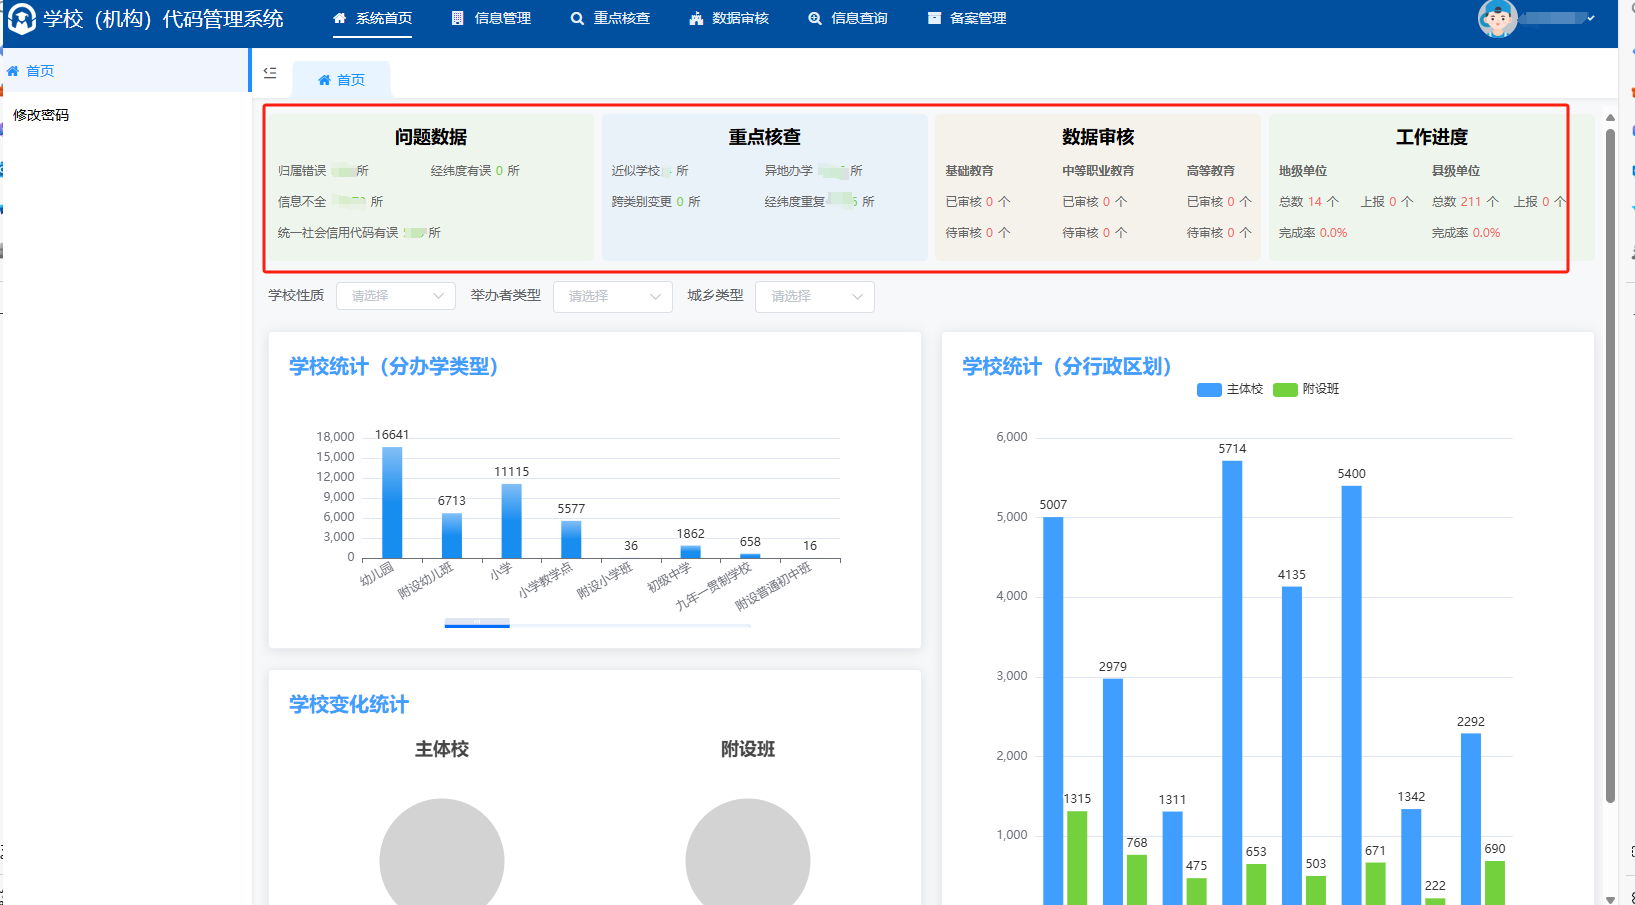 学校（机构）代码管理系统
系统首页
信息管理
重点核查
数据审核
信息查询
备案管理
首页
修改密码
首页
问题数据
归属错误 所 经纬度有误 0 所
信息不全 所
统一社会信用代码有误 所
重点核查
近似学校 所 异地办学 所
跨类别变更 0 所 经纬度重复 所
数据审核
基础教育 中等职业教育 高等教育
已审核 0 个 已审核 0 个 已审核 0 个
待审核 0 个 待审核 0 个 待审核 0 个
工作进度
地级单位 县级单位
总数 14 个 上报 0 个 总数 211 个 上报 0 个
完成率 0.0% 完成率 0.0%
学校性质 请选择 举办者类型 请选择 城乡类型 请选择
学校统计（分办学类型）
18,000
15,000
12,000
9,000
6,000
3,000
0
16641
6713
11115
5577
36
1862
658
16
幼儿园
附设幼儿班
小学
小学教学点
附设小学班
初级中学
九年一贯制学校
附设普通初中班
学校统计（分行政区划）
主体校 附设班
6,000
5,000
4,000
3,000
2,000
1,000
5007
1315
2979
768
1311
475
5714
653
4135
503
5400
671
1342
222
2292
690
学校变化统计
主体校 附设班